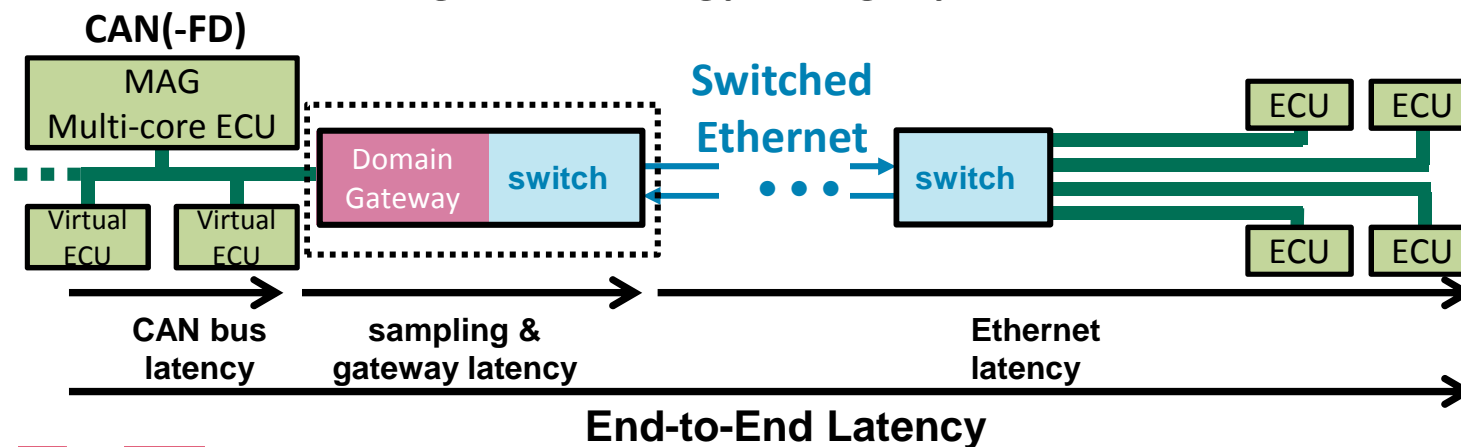 CAN(-FD)
MAG
Multi-core ECU
Virtual
ECU
Virtual
ECU
Domain
Gateway
switch
Switched
Ethernet
switch
ECU
ECU
ECU
ECU
CAN bus
latency
sampling &
gateway latency
Ethernet
latency
End-to-End Latency